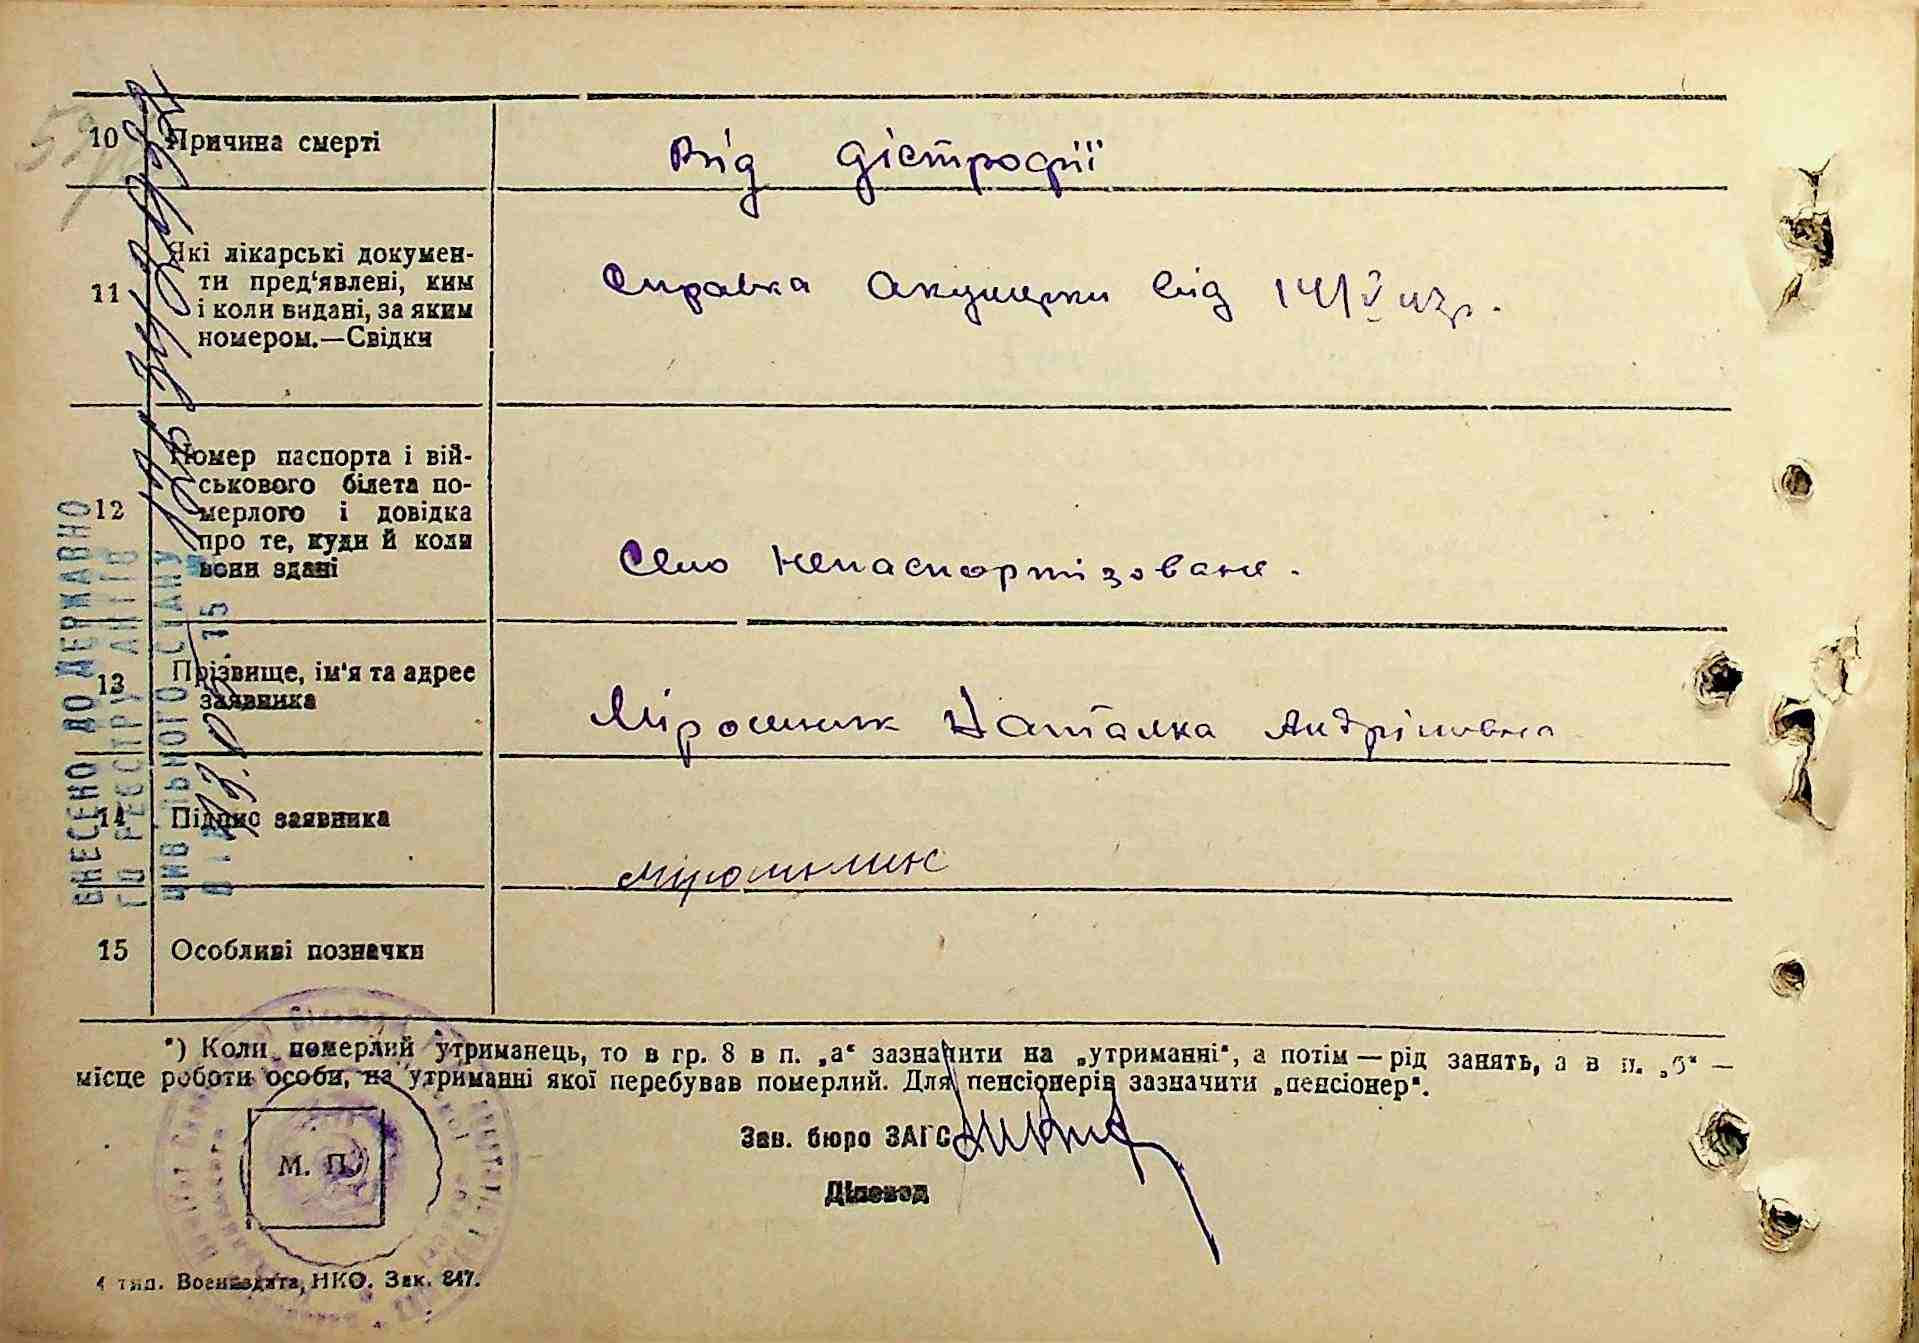 10 Причина смерті Від дістрофії
11 Які лікарські докумен-
ти пред'явлені, ким
і коли видані, за яким
номером.—Свідки
Справка Акушерки від 14/V 47р.
12 Номер паспорта і вій-
ськового білета по-
мерлого і довідка
про те, куди й коли
вони здані
Село непаспортізоване.
13 Прізвище, ім'я та адрес
заявника
Мірошник Наталка Андріївна
14 Підпис заявника
Мірошник
15 Особливі позначки
*) Коли померлий утриманець, то в гр. 8 в п. „а“ зазначити на „утриманні“, а потім — рід занять, а в п. „б“ —
місце роботи особи, на утриманні якої перебував померлий. Для пенсіонерів зазначити „пенсіонер“.
Зав. бюро ЗАГС
Діловод
М. П.
4 тип. Воениздата, НКО. Зак. 847.
ВНЕСЕНО ДО ДЕРЖАВНО
ГО РЕЄСТРУ АКТІВ
ЦИВІЛЬНОГО СТАНУ